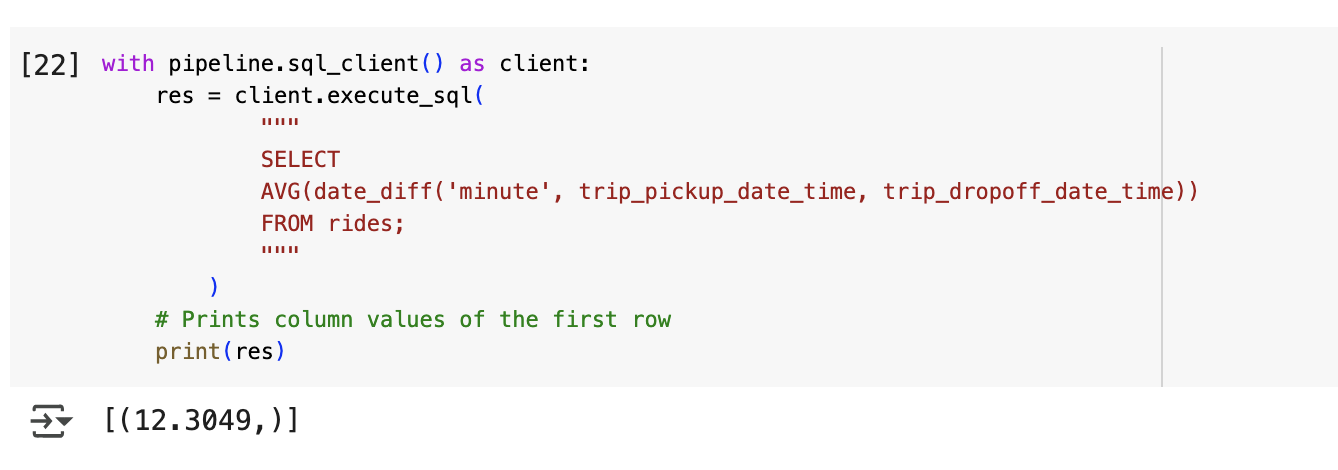 [22] with pipeline.sql_client() as client:
res = client.execute_sql(
"""
SELECT
AVG(date_diff('minute', trip_pickup_date_time, trip_dropoff_date_time))
FROM rides;
"""
)
# Prints column values of the first row
print(res)
[(12.3049,)]